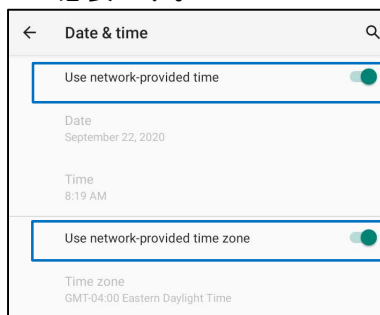 Date & time
Use network-provided time
Date
September 22, 2020
Time
8:19 AM
Use network-provided time zone
Time zone
GMT-04:00 Eastern Daylight Time